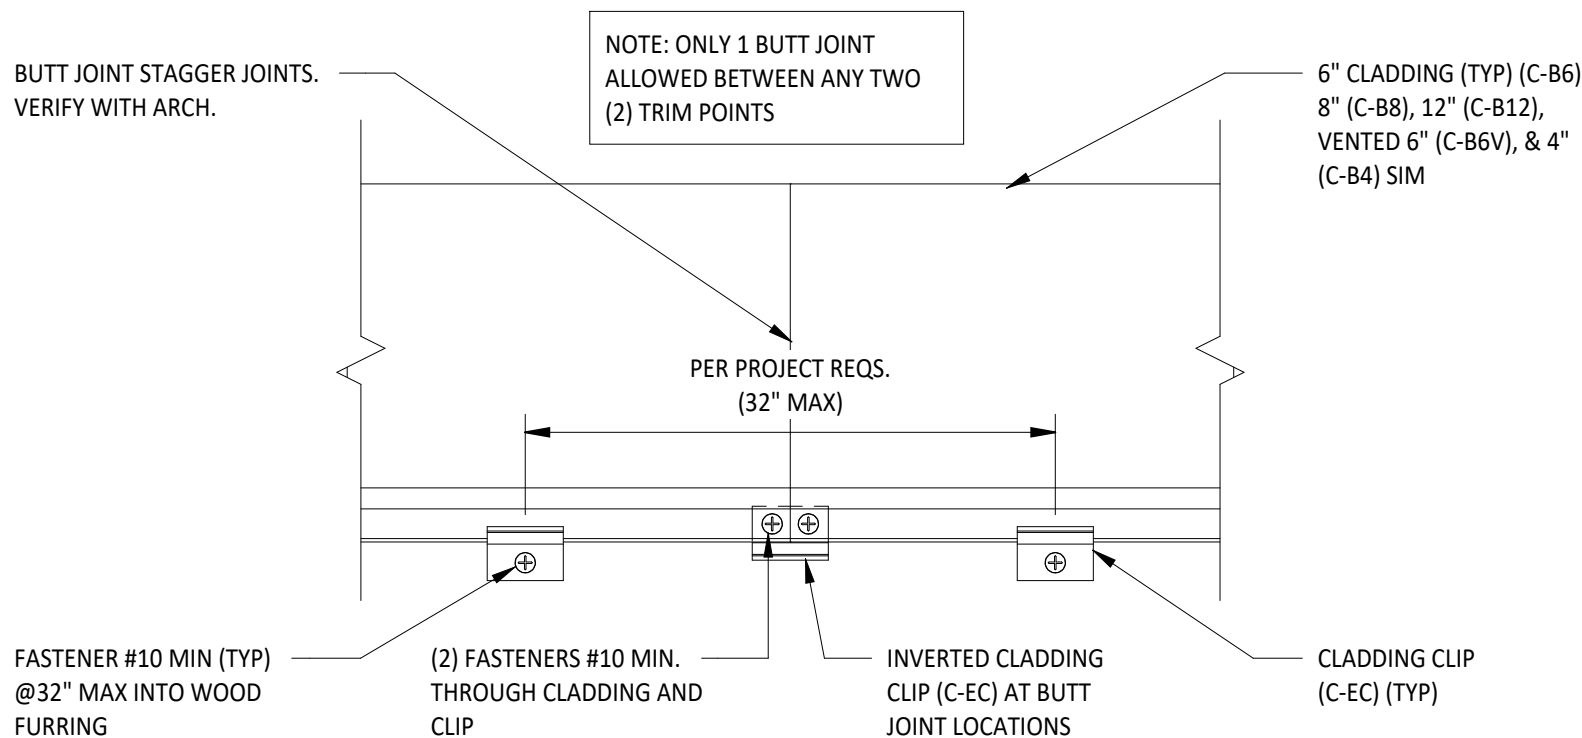 NOTE: ONLY 1 BUTT JOINT
ALLOWED BETWEEN ANY TWO
(2) TRIM POINTS
BUTT JOINT STAGGER JOINTS.
VERIFY WITH ARCH.
6" CLADDING (TYP) (C-B6)
8" (C-B8), 12" (C-B12),
VENTED 6" (C-B6V), & 4"
(C-B4) SIM
PER PROJECT REQS.
(32" MAX)
FASTENER #10 MIN (TYP)
@32" MAX INTO WOOD
FURRING
(2) FASTENERS #10 MIN.
THROUGH CLADDING AND
CLIP
INVERTED CLADDING
CLIP (C-EC) AT BUTT
JOINT LOCATIONS
CLADDING CLIP
(C-EC) (TYP)